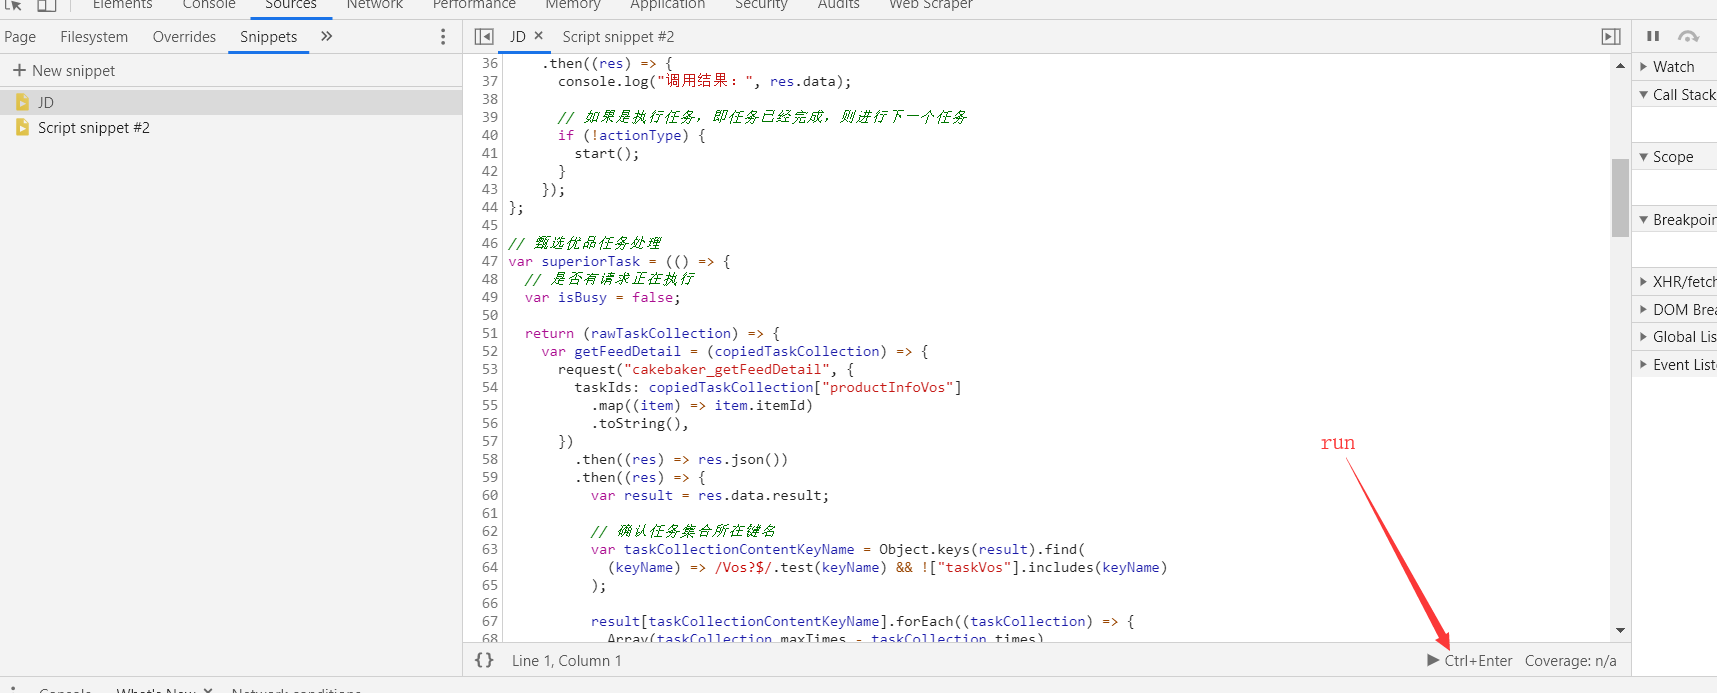 Elements Console Sources Network Performance Memory Application Security Audits Web Scraper
Page Filesystem Overrides Snippets »
JD × Script snippet #2
+ New snippet
JD
Script snippet #2
36 .then((res) => {
37 console.log("调用结果：", res.data);
38
39 // 如果是执行任务，即任务已经完成，则进行下一个任务
40 if (!actionType) {
41 start();
42 }
43 });
44 };
45
46 // 甄选优品任务处理
47 var superiorTask = (() => {
48 // 是否有请求正在执行
49 var isBusy = false;
50
51 return (rawTaskCollection) => {
52 var getFeedDetail = (copiedTaskCollection) => {
53 request("cakebaker_getFeedDetail", {
54 taskIds: copiedTaskCollection["productInfoVos"]
55 .map((item) => item.itemId)
56 .toString(),
57 })
58 .then((res) => res.json())
59 .then((res) => {
60 var result = res.data.result;
61
62 // 确认任务集合所在键名
63 var taskCollectionContentKeyName = Object.keys(result).find(
64 (keyName) => /Vos?$/.test(keyName) && !["taskVos"].includes(keyName)
65 );
66
67 result[taskCollectionContentKeyName].forEach((taskCollection) => {
68 Array(taskCollection.maxTimes - taskCollection.times)
run
{} Line 1, Column 1
Ctrl+Enter Coverage: n/a
Watch
Call Stack
Scope
Breakpoin
XHR/fetch
DOM Brea
Global Lis
Event List
Console What's New × Network conditions